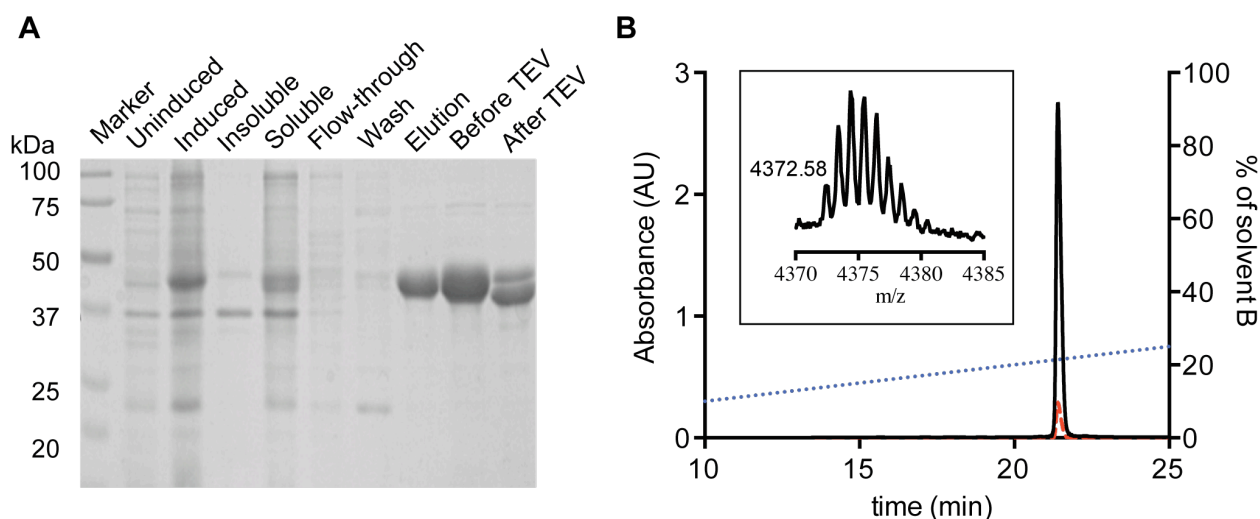 A
Marker
Uninduced
Induced
Insoluble
Soluble
Flow-through
Wash
Elution
Before TEV
After TEV
kDa
100
75
50
37
25
20
B
Absorbance (AU)
3
2
1
0
4372.58
4370 4375 4380 4385
m/z
100
80
60
40
20
0
% of solvent B
10 15 20 25
time (min)